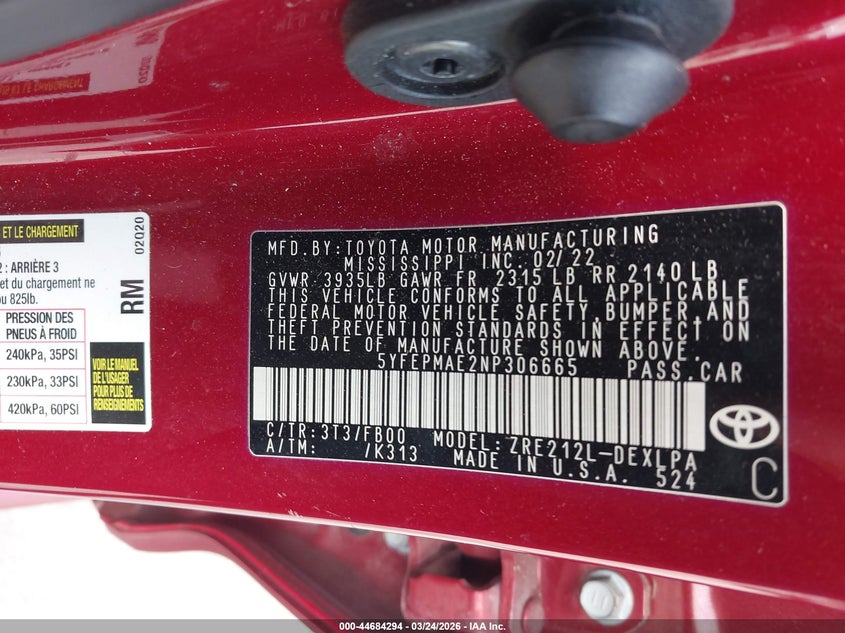 ET LE CHARGEMENT
2 : ARRIÈRE 3
et du chargement ne
ou 825lb.
PRESSION DES
PNEUS À FROID
240kPa, 35PSI
230kPa, 33PSI
420kPa, 60PSI
VOIR LE MANUEL
DE L'USAGER
POUR PLUS DE
RENSEIGNEMENTS
RM
02020
MFD.BY:TOYOTA MOTOR MANUFACTURING
MISSISSIPPI INC.02/22
GVWR 3935LB GAWR FR 2315 LB RR 2140 LB
THIS VEHICLE CONFORMS TO ALL APPLICABLE
FEDERAL MOTOR VEHICLE SAFETY,BUMPER,AND
THEFT PREVENTION STANDARDS IN EFFECT ON
THE DATE OF MANUFACTURE SHOWN ABOVE.
5YFEPMAE2NP306665 PASS.CAR
C/TR:3T3/FB00 MODEL:ZRE212L-DEXLPA
A/TM: /K313 MADE IN U.S.A. 524
C
000-44684294 - 03/24/2026 - IAA Inc.